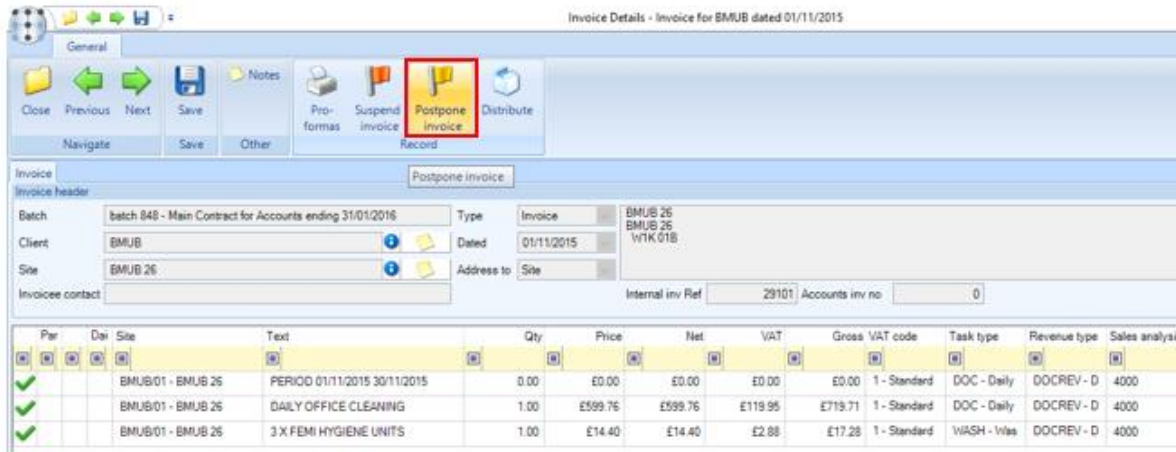 Invoice Details - Invoice for BMUB dated 01/11/2015
General
Close Previous Next Save Notes Pro-formas Suspend invoice Postpone invoice Distribute
Navigate Save Other Record
Postpone invoice
Invoice
Invoice header
Batch batch 848 - Main Contract for Accounts ending 31/01/2016 Type Invoice BMUB 26
BMUB 26
Client BMUB Dated 01/11/2015 W1K 01B
Site BMUB 26 Address to Site
Invoicee contact Internal inv Ref 29101 Accounts inv no 0
Par Dai Site Text Qty Price Net VAT Gross VAT code Task type Revenue type Sales analysi
BMUB/01 - BMUB 26 PERIOD 01/11/2015 30/11/2015 0.00 £0.00 £0.00 £0.00 £0.00 1 - Standard DOC - Daily DOCREV - D 4000
BMUB/01 - BMUB 26 DAILY OFFICE CLEANING 1.00 £599.76 £599.76 £119.95 £719.71 1 - Standard DOC - Daily DOCREV - D 4000
BMUB/01 - BMUB 26 3 X FEMI HYGIENE UNITS 1.00 £14.40 £14.40 £2.88 £17.28 1 - Standard WASH - Was DOCREV - D 4000